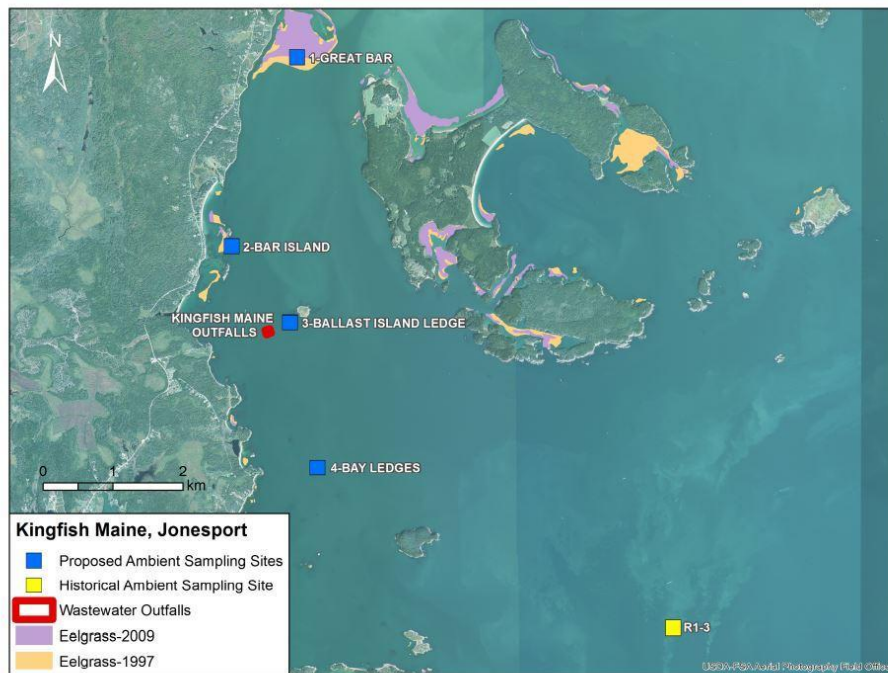 N
1-GREAT BAR
2-BAR ISLAND
KINGFISH MAINE
OUTFALLS
3-BALLAST ISLAND LEDGE
4-BAY LEDGES
0 1 2
km
Kingfish Maine, Jonesport
Proposed Ambient Sampling Sites
Historical Ambient Sampling Site
Wastewater Outfalls
Eelgrass-2009
Eelgrass-1997
R1-3
USDA-FSA Aerial Photography Field Office